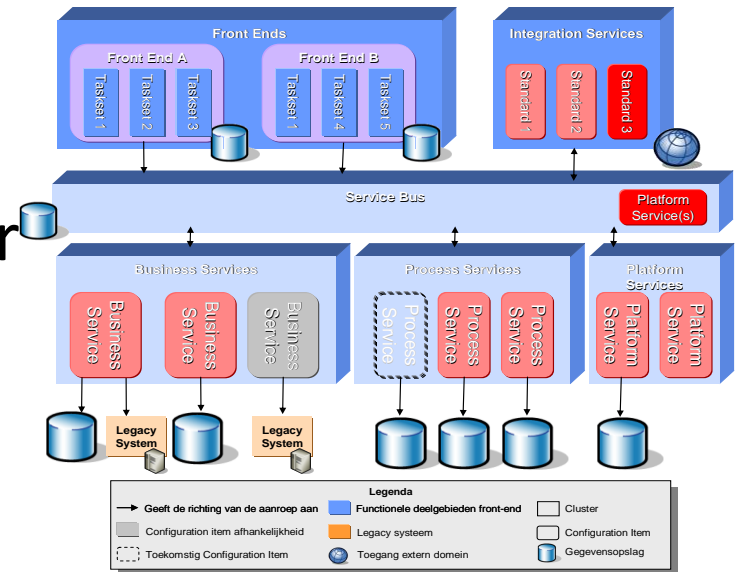 Front Ends
Integration Services
Front End A
Front End B
Taskset 1
Taskset 2
Taskset 3
Taskset 1
Taskset 4
Taskset 5
Standard 1
Standard 2
Standard 3
Service Bus
Platform
Service(s)
r
Business Services
Process Services
Platform
Services
Business
Service
Business
Service
Business
Service
Process
Service
Process
Service
Process
Service
Platform
Service
Platform
Service
Legacy
System
Legacy
System
Legenda
Geeft de richting van de aanroep aan
Functionele deelgebieden front-end
Cluster
Configuration item afhankelijkheid
Legacy systeem
Configuration Item
Toekomstig Configuration Item
Toegang extern domein
Gegevensopslag